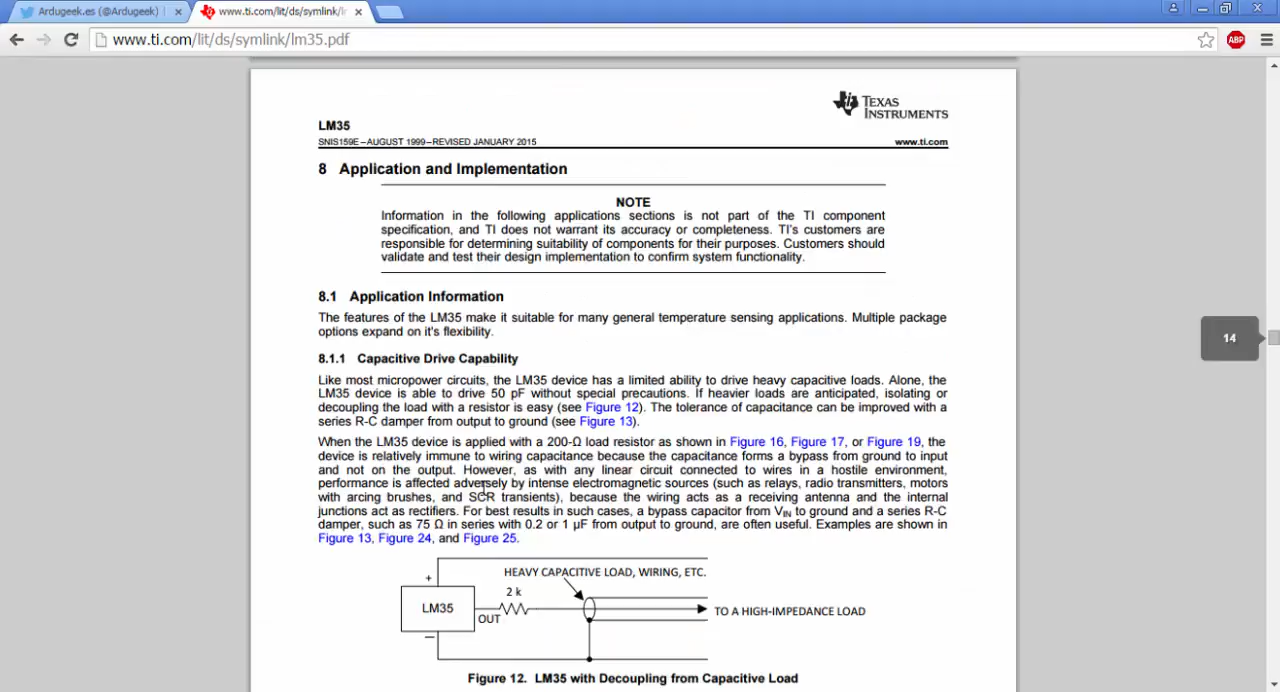 Ardugeek.es (@Ardugeek)
www.ti.com/lit/ds/symlink/l
www.ti.com/lit/ds/symlink/lm35.pdf
ABP
TEXAS
INSTRUMENTS
LM35
SNIS159E – AUGUST 1999 – REVISED JANUARY 2015
www.ti.com
8 Application and Implementation
NOTE
Information in the following applications sections is not part of the TI component
specification, and TI does not warrant its accuracy or completeness. TI's customers are
responsible for determining suitability of components for their purposes. Customers should
validate and test their design implementation to confirm system functionality.
8.1 Application Information
The features of the LM35 make it suitable for many general temperature sensing applications. Multiple package
options expand on it's flexibility.
14
8.1.1 Capacitive Drive Capability
Like most micropower circuits, the LM35 device has a limited ability to drive heavy capacitive loads. Alone, the
LM35 device is able to drive 50 pF without special precautions. If heavier loads are anticipated, isolating or
decoupling the load with a resistor is easy (see Figure 12). The tolerance of capacitance can be improved with a
series R-C damper from output to ground (see Figure 13).
When the LM35 device is applied with a 200-Ω load resistor as shown in Figure 16, Figure 17, or Figure 19, the
device is relatively immune to wiring capacitance because the capacitance forms a bypass from ground to input
and not on the output. However, as with any linear circuit connected to wires in a hostile environment,
performance is affected adversely by intense electromagnetic sources (such as relays, radio transmitters, motors
with arcing brushes, and SCR transients), because the wiring acts as a receiving antenna and the internal
junctions act as rectifiers. For best results in such cases, a bypass capacitor from VIN to ground and a series R-C
damper, such as 75 Ω in series with 0.2 or 1 μF from output to ground, are often useful. Examples are shown in
Figure 13, Figure 24, and Figure 25.
HEAVY CAPACITIVE LOAD, WIRING, ETC.
+
2 k
LM35
OUT
TO A HIGH-IMPEDANCE LOAD
–
Figure 12. LM35 with Decoupling from Capacitive Load